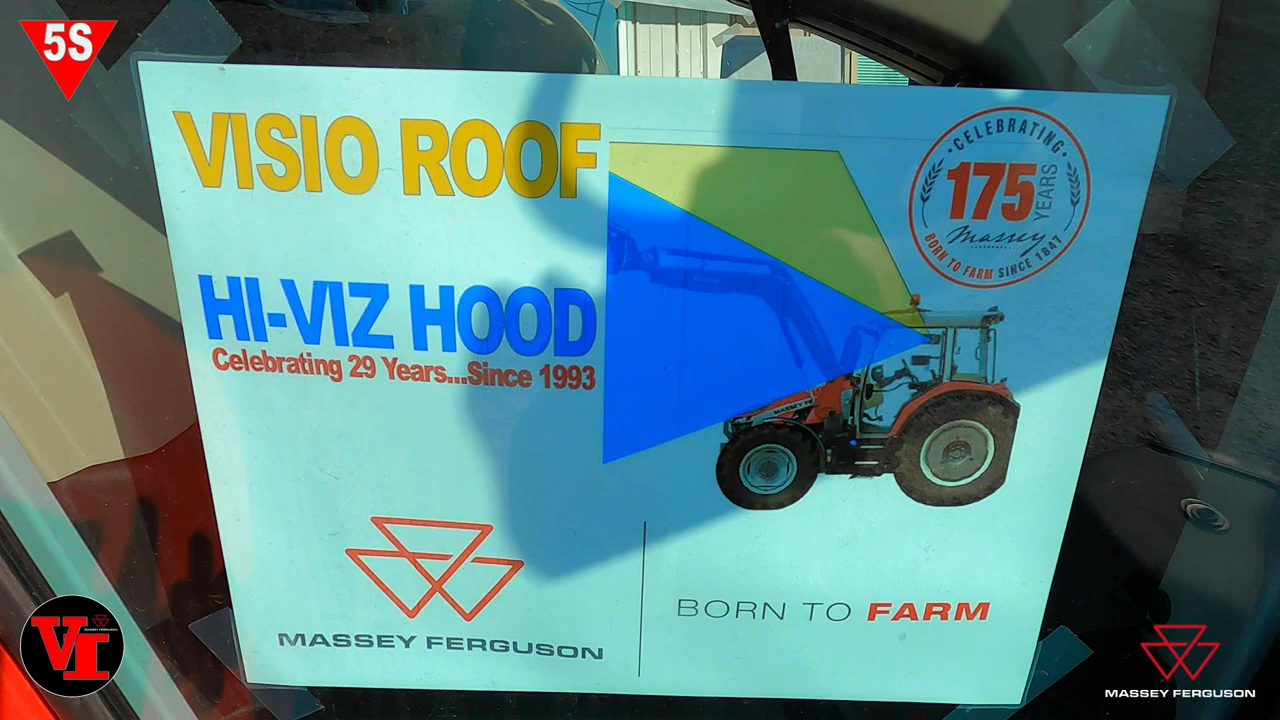 5S
VISIO ROOF
HI-VIZ HOOD
Celebrating 29 Years...Since 1993
CELEBRATING
175
YEARS
Massey
BORN TO FARM SINCE 1847
MASSEY FERGUSON
BORN TO FARM
VI
MASSEY FERGUSON